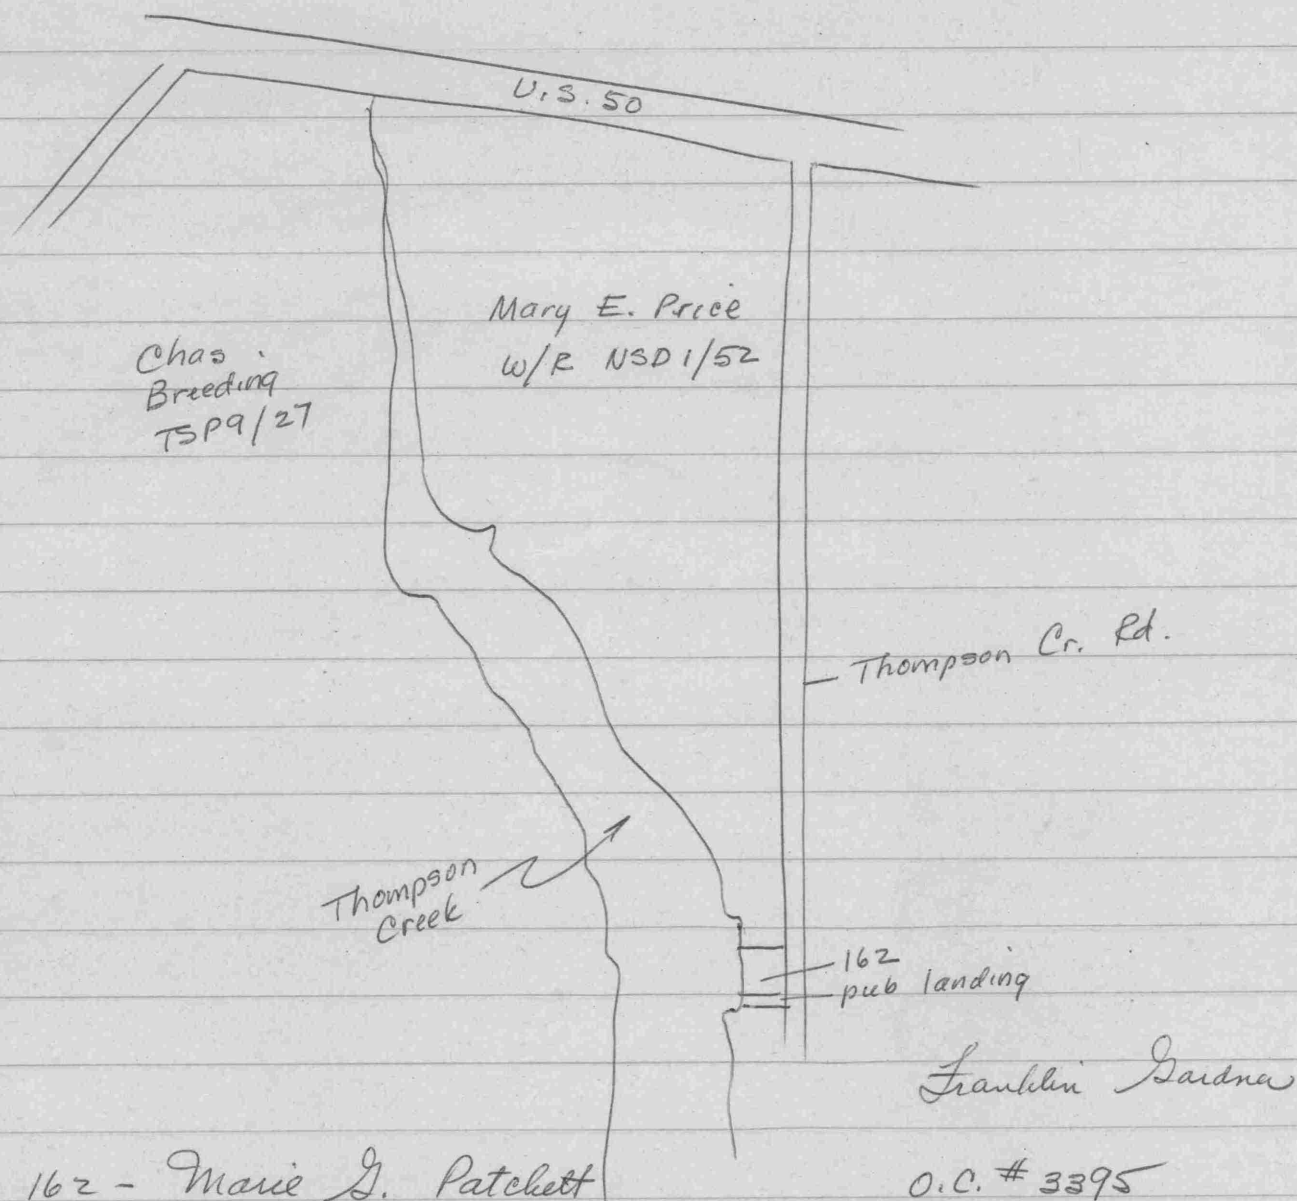 U.S. 50
Mary E. Price
W/R NSD 1/52
Chas.
Breeding
TSP9/27
Thompson Cr. Rd.
Thompson
Creek
162
pub landing
Franklin Gardner
162 - Marie G. Patchett
O.C. # 3395